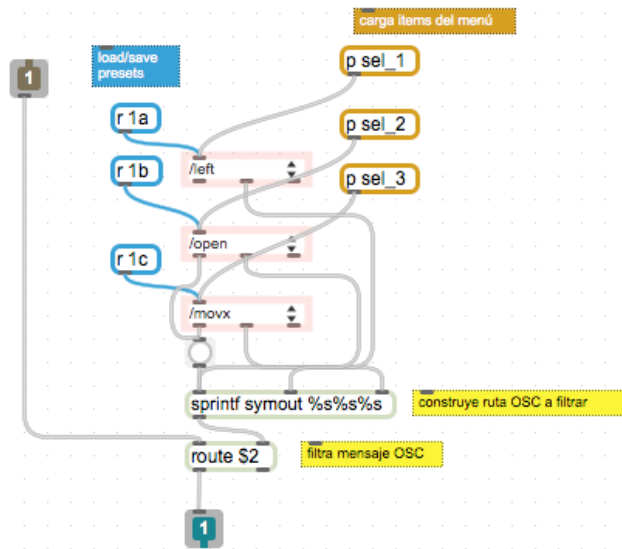 carga items del menú
load/save
presets
1
p sel_1
r 1a
p sel_2
/left
r 1b
p sel_3
/open
r 1c
/movx
sprintf symout %s%s%s
construye ruta OSC a filtrar
route $2
filtra mensaje OSC
1